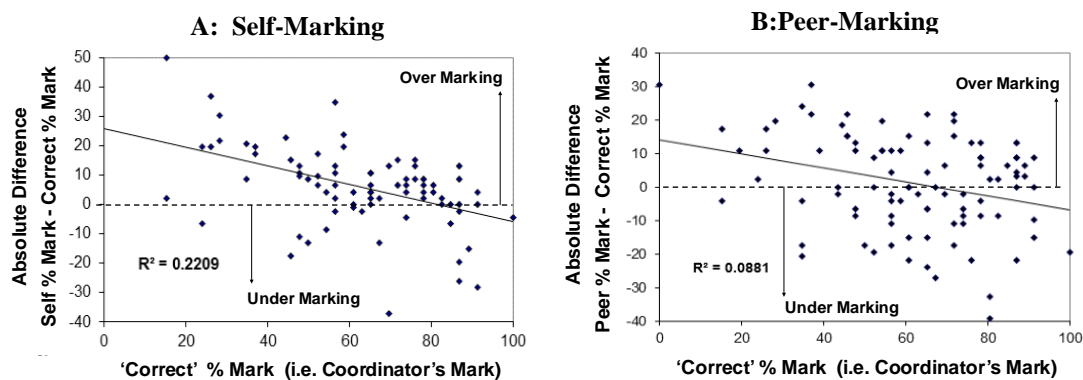 A: Self-Marking
50
40
30
20
10
0
-10
-20
-30
-40
0
20
40
60
80
100
Absolute Difference
Self % Mark - Correct % Mark
Over Marking
Under Marking
R² = 0.2209
‘Correct’ % Mark (i.e. Coordinator’s Mark)
B:Peer-Marking
40
30
20
10
0
-10
-20
-30
-40
0
20
40
60
80
100
Absolute Difference
Peer % Mark - Correct % Mark
Over Marking
Under Marking
R² = 0.0881
‘Correct’ % Mark (i.e. Coordinator’s Mark)